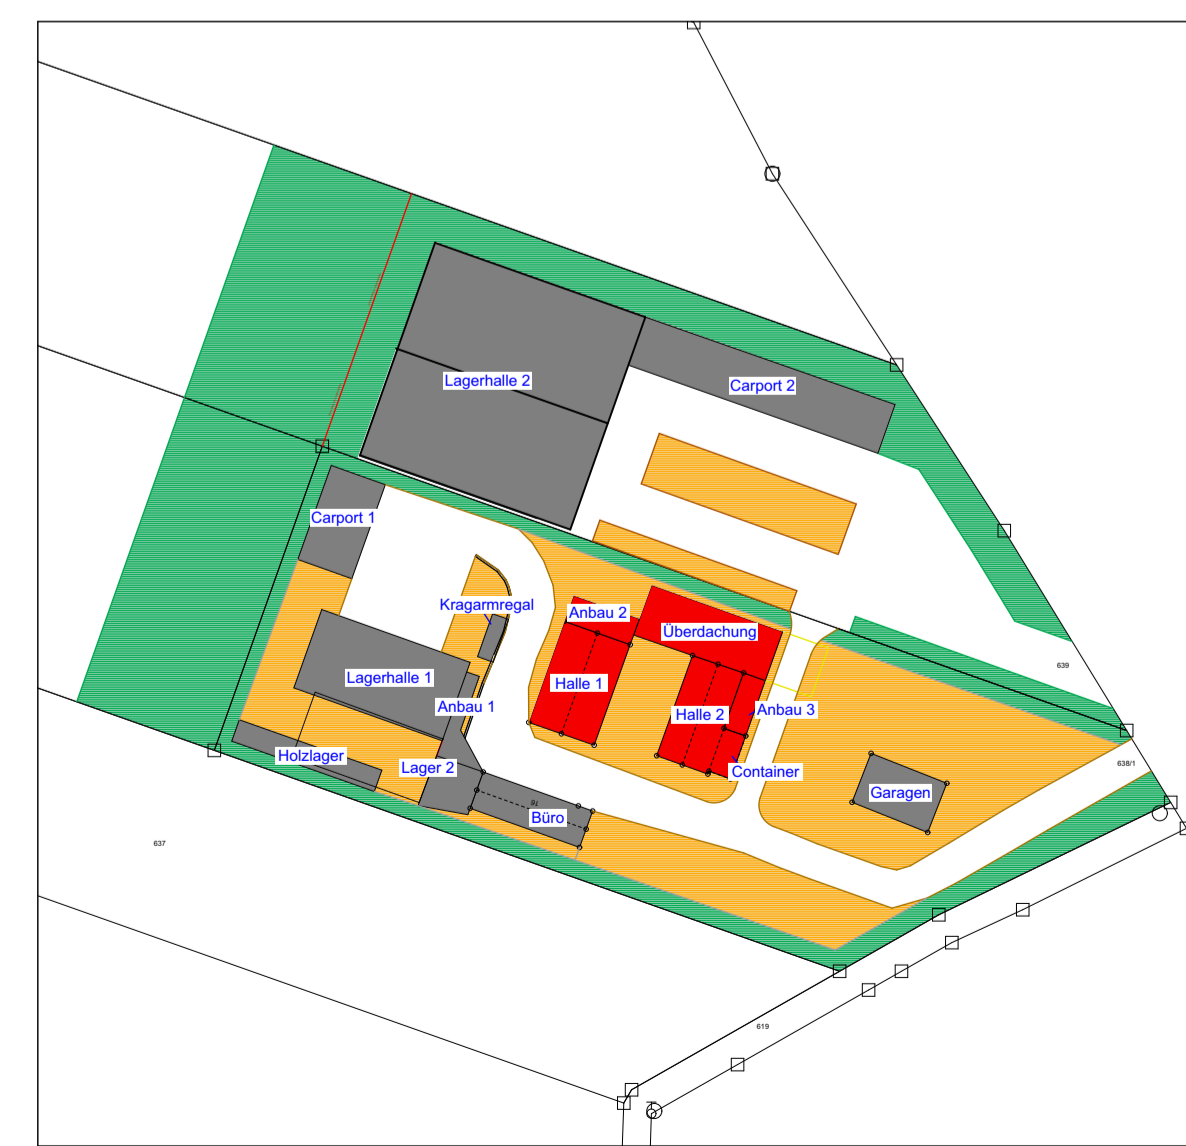 Lagerhalle 2
Carport 2
Carport 1
Kragarmregal
Anbau 2
Überdachung
639
Lagerhalle 1
Halle 1
Anbau 1
Halle 2
Anbau 3
Holzlager
Lager 2
Container
638/1
Garagen
16
Büro
637
619